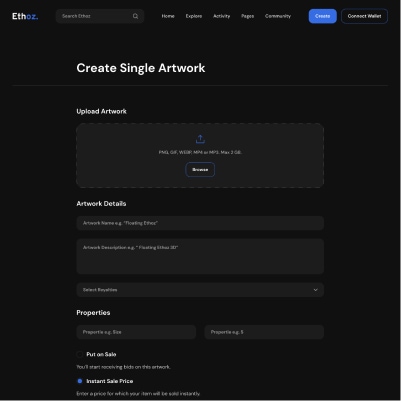 Ethoz.
Search Ethoz
Home
Explore
Activity
Pages
Community
Create
Connect Wallet
Create Single Artwork
Upload Artwork
PNG, GIF, WEBP, MP4 or MP3. Max 2 GB.
Browse
Artwork Details
Artwork Name e.g. "Floating Ethoz"
Artwork Description e.g. " Floating Ethoz 3D"
Select Royalties
Properties
Propertie e.g. Size
Propertie e.g. S
Put on Sale
You'll start receiving bids on this artwork.
Instant Sale Price
Enter a price for which your item will be sold instantly.